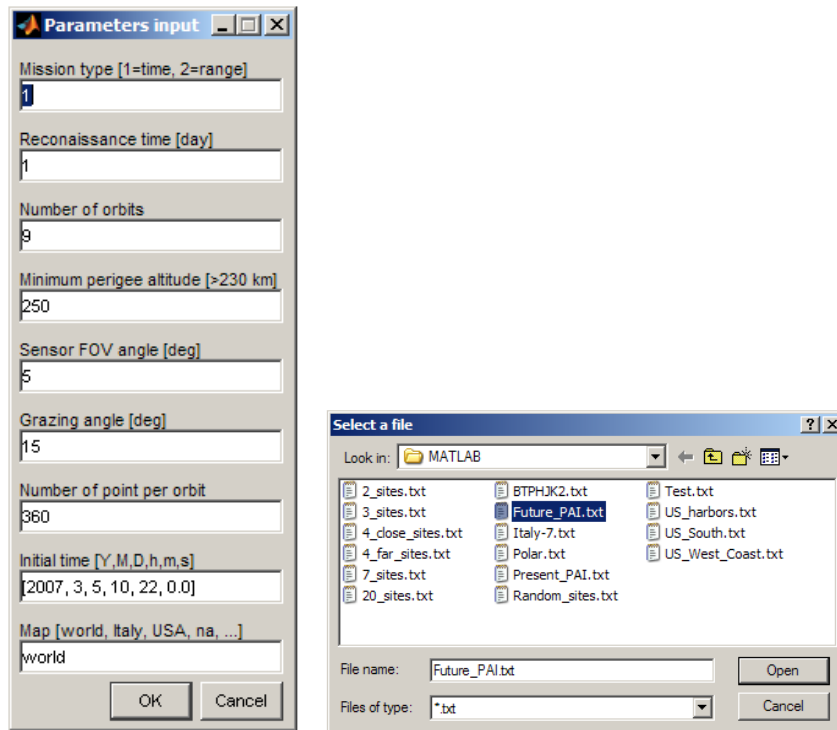 Parameters input
Mission type [1=time, 2=range]
1
Reconaissance time [day]
1
Number of orbits
9
Minimum perigee altitude [>230 km]
250
Sensor FOV angle [deg]
5
Grazing angle [deg]
15
Number of point per orbit
360
Initial time [Y,M,D,h,m,s]
[2007, 3, 5, 10, 22, 0.0]
Map [world, Italy, USA, na, ...]
world
OK Cancel
Select a file
Look in: MATLAB
2_sites.txt BTPHJK2.txt Test.txt
3_sites.txt Future_PAI.txt US_harbors.txt
4_close_sites.txt Italy-7.txt US_South.txt
4_far_sites.txt Polar.txt US_West_Coast.txt
7_sites.txt Present_PAI.txt
20_sites.txt Random_sites.txt
File name: Future_PAI.txt Open
Files of type: *.txt Cancel